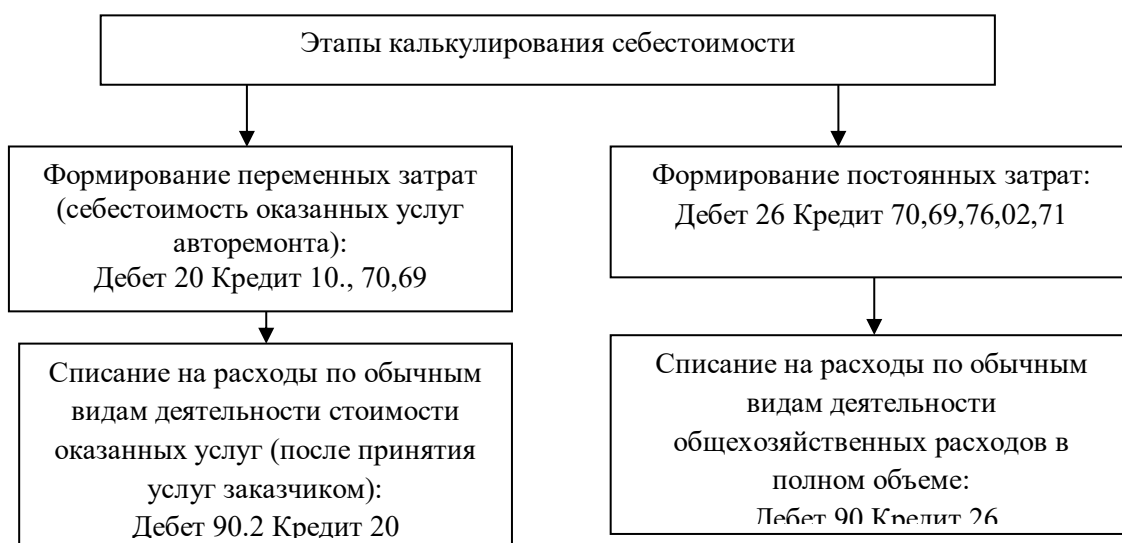 Этапы калькулирования себестоимости
Формирование переменных затрат
(себестоимость оказанных услуг
авторемонта):
Дебет 20 Кредит 10., 70,69
Формирование постоянных затрат:
Дебет 26 Кредит 70,69,76,02,71
Списание на расходы по обычным
видам деятельности стоимости
оказанных услуг (после принятия
услуг заказчиком):
Дебет 90.2 Кредит 20
Списание на расходы по обычным
видам деятельности
общехозяйственных расходов в
полном объеме:
Дебет 90 Кредит 26